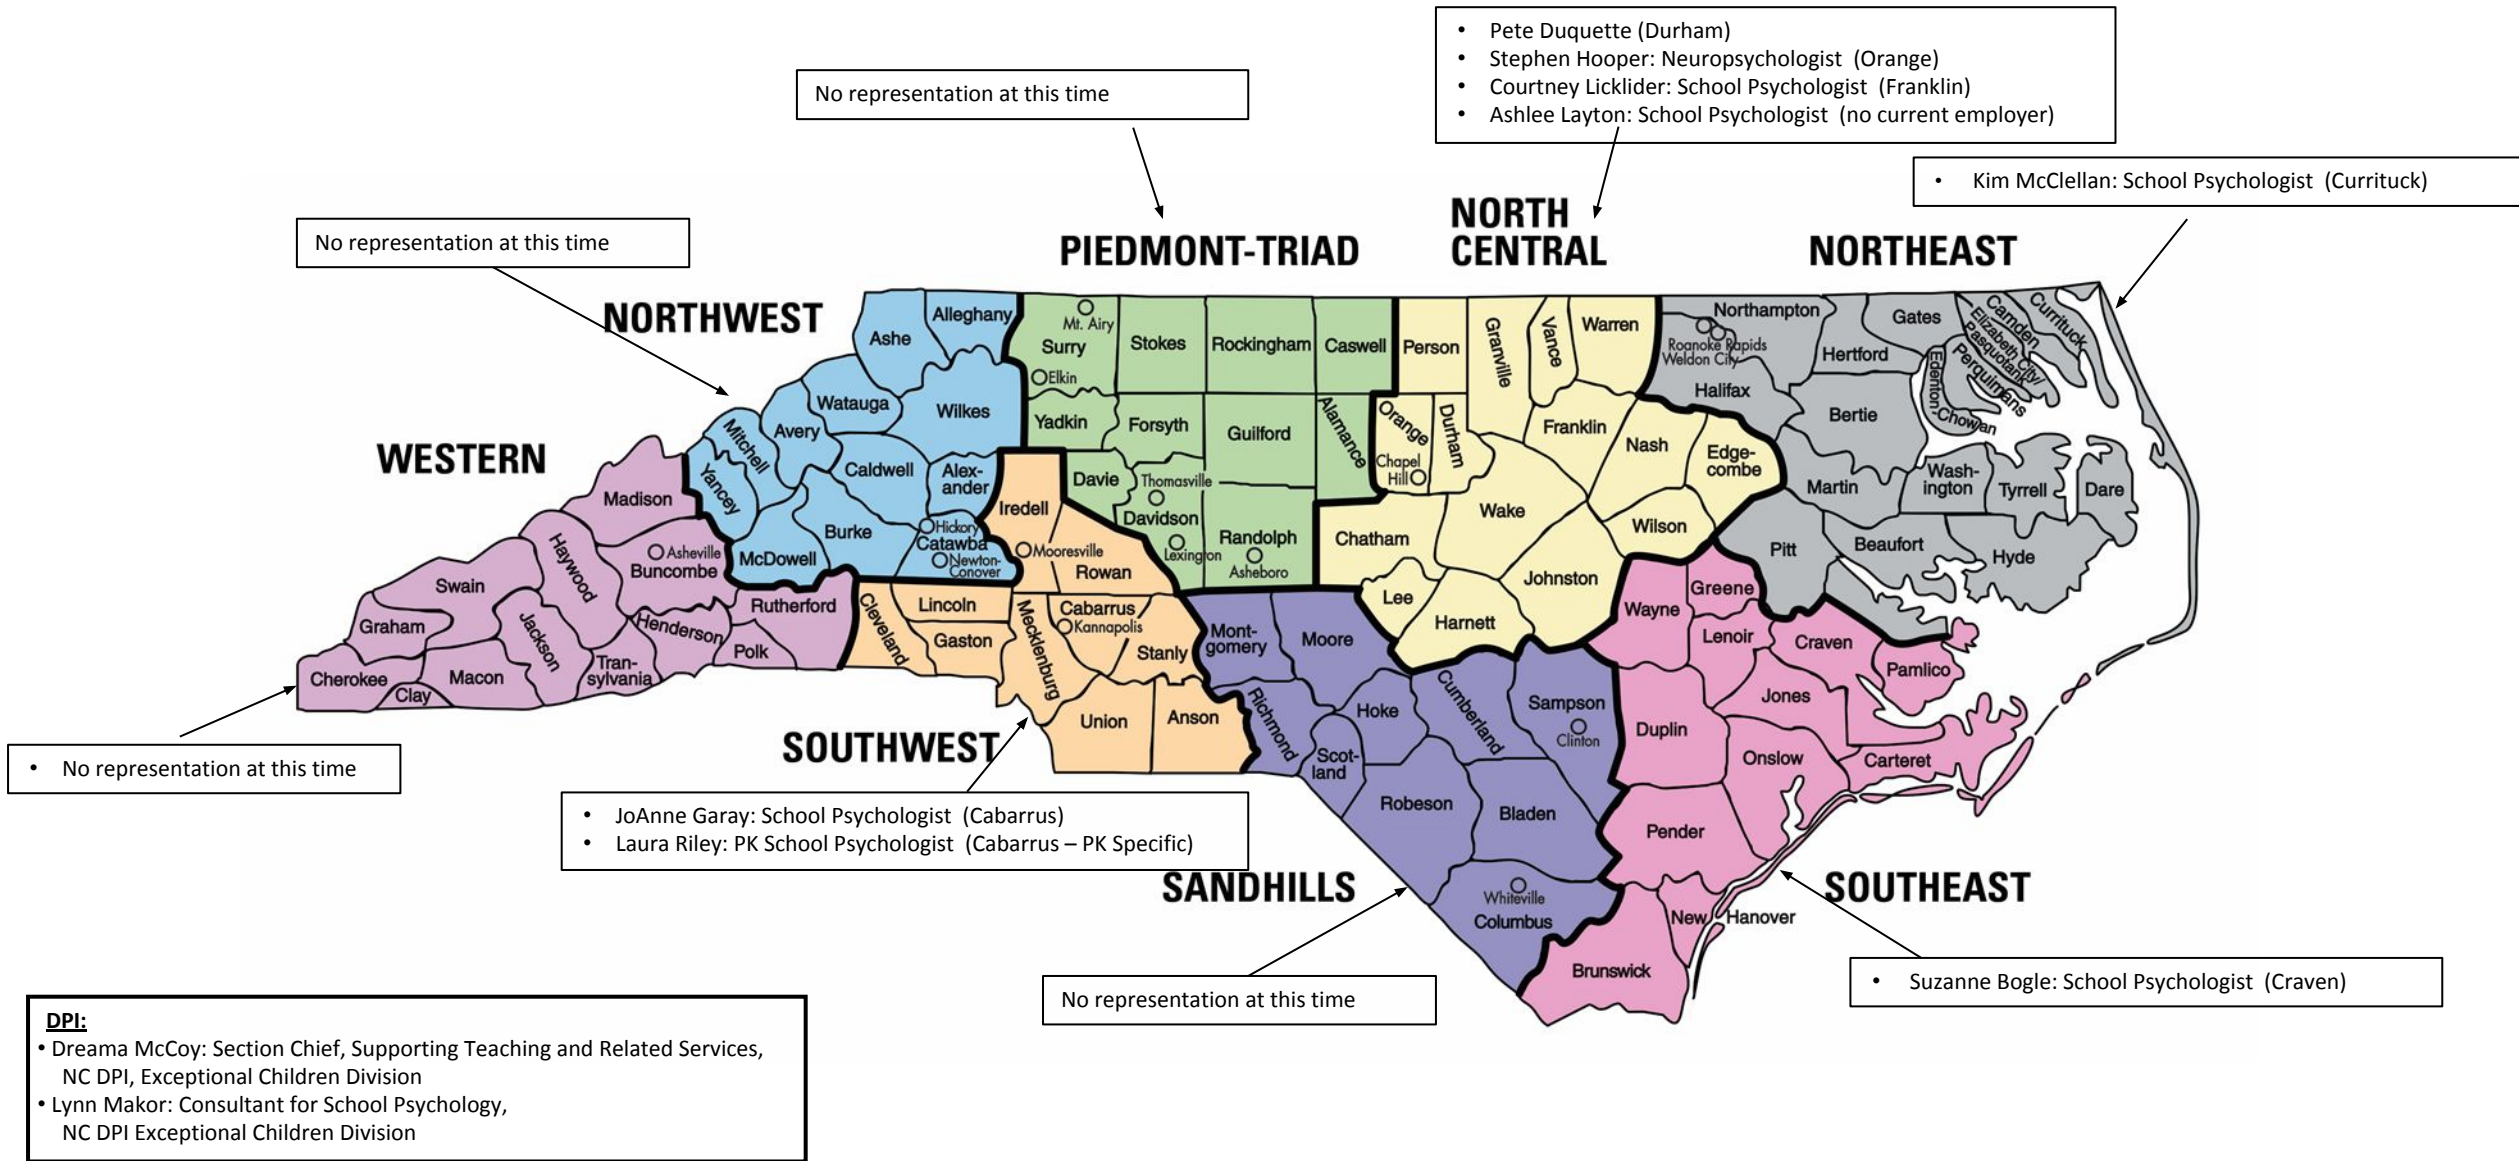 • Pete Duquette (Durham)
• Stephen Hooper: Neuropsychologist (Orange)
• Courtney Licklider: School Psychologist (Franklin)
• Ashlee Layton: School Psychologist (no current employer)
No representation at this time
• Kim McClellan: School Psychologist (Currituck)
No representation at this time
NORTH
CENTRAL
PIEDMONT-TRIAD
NORTHEAST
NORTHWEST
WESTERN
Alleghany
Ashe
Watauga
Wilkes
Avery
Mitchell
Yancey
Caldwell
Alex-
ander
Burke
McDowell
Hickory
Catawba
Newton-
Conover
Mt. Airy
Surry
Elkin
Stokes
Rockingham
Caswell
Yadkin
Forsyth
Guilford
Alamance
Davie
Thomasville
Davidson
Lexington
Randolph
Asheboro
Person
Granville
Vance
Warren
Orange
Durham
Chapel
Hill
Franklin
Nash
Edge-
combe
Wake
Wilson
Chatham
Lee
Harnett
Johnston
Northampton
Roanoke Rapids
Weldon City
Halifax
Hertford
Gates
Camden
Currituck
Elizabeth City/
Pasquotank
Perquimans
Edenton,
Chowan
Bertie
Martin
Wash-
ington
Tyrrell
Dare
Pitt
Beaufort
Hyde
Madison
Haywood
Asheville
Buncombe
Swain
Graham
Jackson
Henderson
Rutherford
Polk
Tran-
sylvania
Cherokee
Clay
Macon
Iredell
Mooresville
Rowan
Cleveland
Lincoln
Gaston
Mecklenburg
Cabarrus
Kannapolis
Stanly
Union
Anson
Mont-
gomery
Moore
Richmond
Hoke
Scot-
land
Cumberland
Sampson
Clinton
Robeson
Bladen
Whiteville
Columbus
Wayne
Greene
Lenoir
Craven
Pamlico
Jones
Duplin
Onslow
Carteret
Pender
New Hanover
Brunswick
SOUTHWEST
• No representation at this time
• JoAnne Garay: School Psychologist (Cabarrus)
• Laura Riley: PK School Psychologist (Cabarrus – PK Specific)
SANDHILLS
SOUTHEAST
No representation at this time
• Suzanne Bogle: School Psychologist (Craven)
DPI:
• Dreama McCoy: Section Chief, Supporting Teaching and Related Services,
NC DPI, Exceptional Children Division
• Lynn Makor: Consultant for School Psychology,
NC DPI Exceptional Children Division